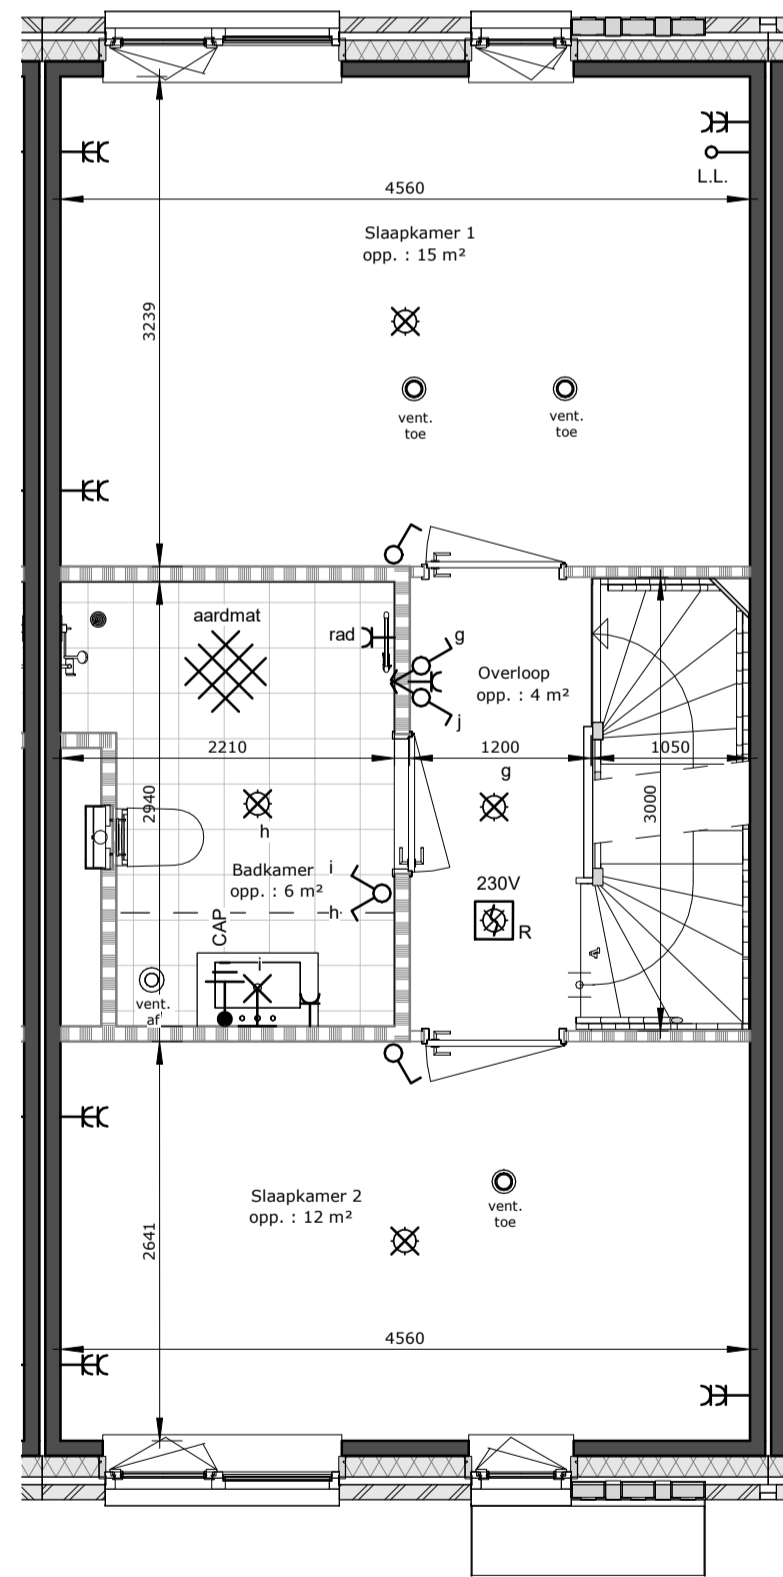 L.L.
4560
Slaapkamer 1
opp. : 15 m²
3239
vent.
toe
vent.
toe
aardmat
rad
g
Overloop
opp. : 4 m²
j
2210
1200
1050
g
2940
3000
h
Badkamer
opp. : 6 m²
i
h
230V
R
CAP
i
vent.
af
Slaapkamer 2
opp. : 12 m²
vent.
toe
2641
4560